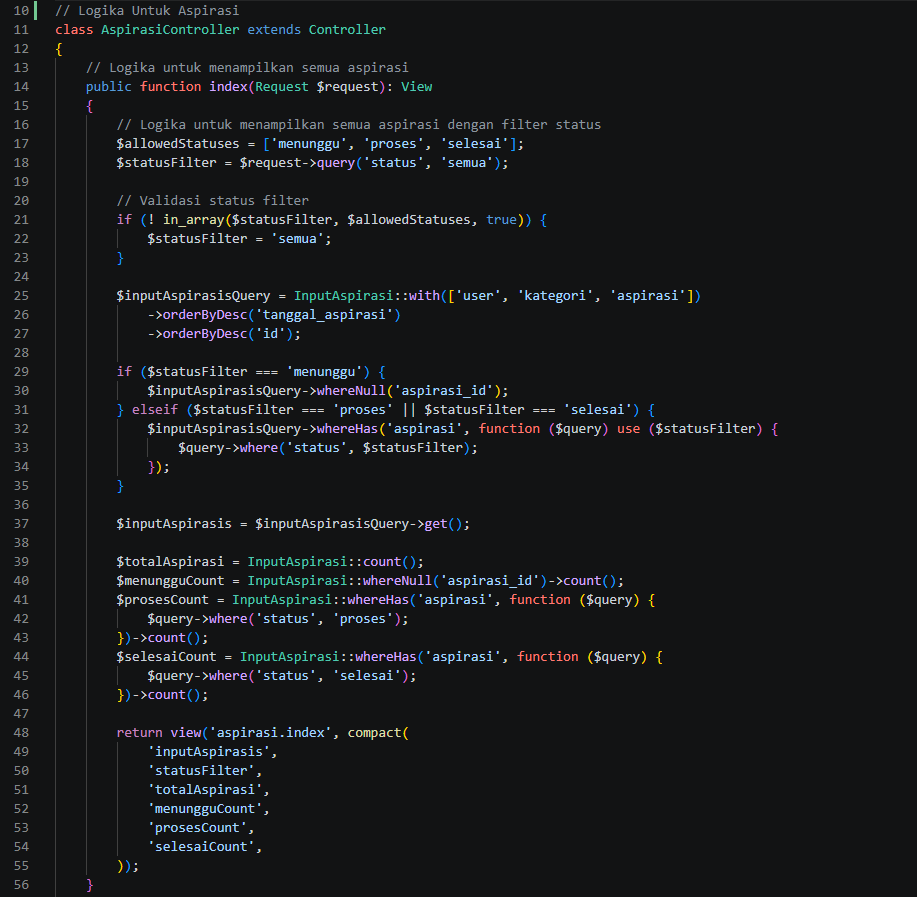 10 // Logika Untuk Aspirasi
11 class AspirasiController extends Controller
12 {
13     // Logika untuk menampilkan semua aspirasi
14     public function index(Request $request): View
15     {
16         // Logika untuk menampilkan semua aspirasi dengan filter status
17         $allowedStatuses = ['menunggu', 'proses', 'selesai'];
18         $statusFilter = $request->query('status', 'semua');
19
20         // Validasi status filter
21         if (! in_array($statusFilter, $allowedStatuses, true)) {
22             $statusFilter = 'semua';
23         }
24
25         $inputAspirasisQuery = InputAspirasi::with(['user', 'kategori', 'aspirasi'])
26             ->orderByDesc('tanggal_aspirasi')
27             ->orderByDesc('id');
28
29         if ($statusFilter === 'menunggu') {
30             $inputAspirasisQuery->whereNull('aspirasi_id');
31         } elseif ($statusFilter === 'proses' || $statusFilter === 'selesai') {
32             $inputAspirasisQuery->whereHas('aspirasi', function ($query) use ($statusFilter) {
33                 $query->where('status', $statusFilter);
34             });
35         }
36
37         $inputAspirasis = $inputAspirasisQuery->get();
38
39         $totalAspirasi = InputAspirasi::count();
40         $menungguCount = InputAspirasi::whereNull('aspirasi_id')->count();
41         $prosesCount = InputAspirasi::whereHas('aspirasi', function ($query) {
42             $query->where('status', 'proses');
43         })->count();
44         $selesaiCount = InputAspirasi::whereHas('aspirasi', function ($query) {
45             $query->where('status', 'selesai');
46         })->count();
47
48         return view('aspirasi.index', compact(
49             'inputAspirasis',
50             'statusFilter',
51             'totalAspirasi',
52             'menungguCount',
53             'prosesCount',
54             'selesaiCount',
55         ));
56     }